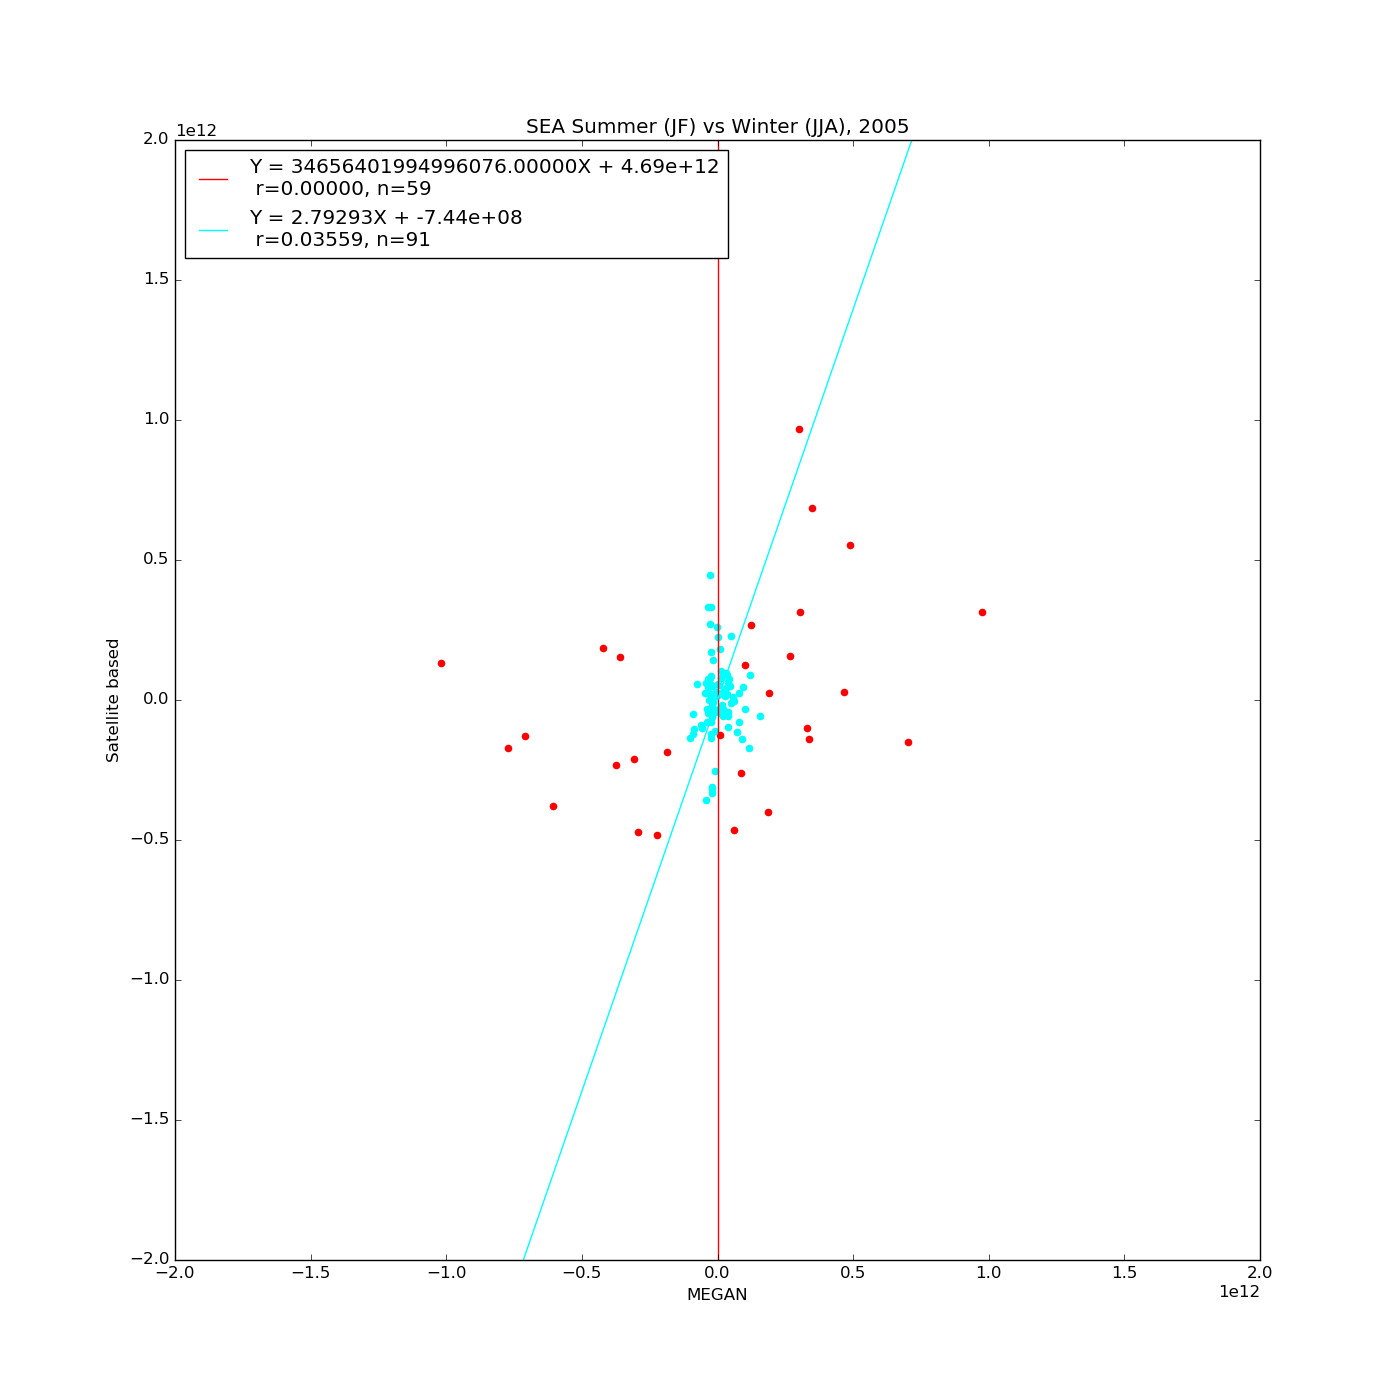 SEA Summer (JF) vs Winter (JJA), 2005
1e12
Y = 34656401994996076.00000X + 4.69e+12
r=0.00000, n=59
Y = 2.79293X + -7.44e+08
r=0.03559, n=91
2.0
1.5
1.0
0.5
0.0
−0.5
−1.0
−1.5
−2.0
Satellite based
−2.0 −1.5 −1.0 −0.5 0.0 0.5 1.0 1.5 2.0
MEGAN
1e12